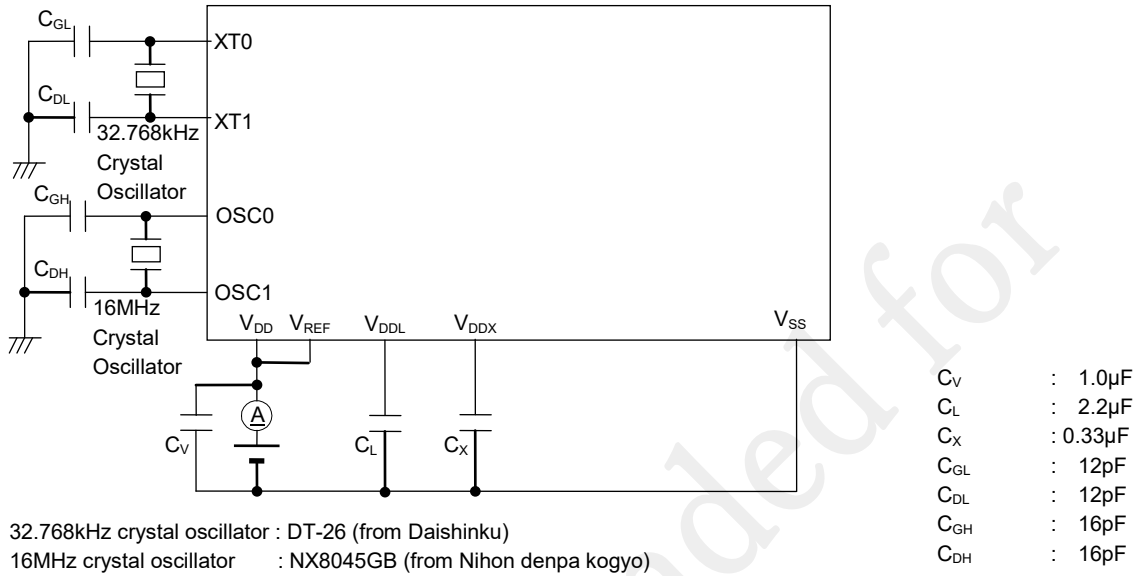 CGL
XT0
CDL
XT1
32.768kHz
Crystal
Oscillator
CGH
OSC0
CDH
OSC1
16MHz
Crystal
Oscillator
VDD VREF VDDL VDDX VSS
A
CV CL CX
CV : 1.0µF
CL : 2.2µF
CX : 0.33µF
CGL : 12pF
CDL : 12pF
CGH : 16pF
CDH : 16pF
32.768kHz crystal oscillator : DT-26 (from Daishinku)
16MHz crystal oscillator : NX8045GB (from Nihon denpa kogyo)
nded for